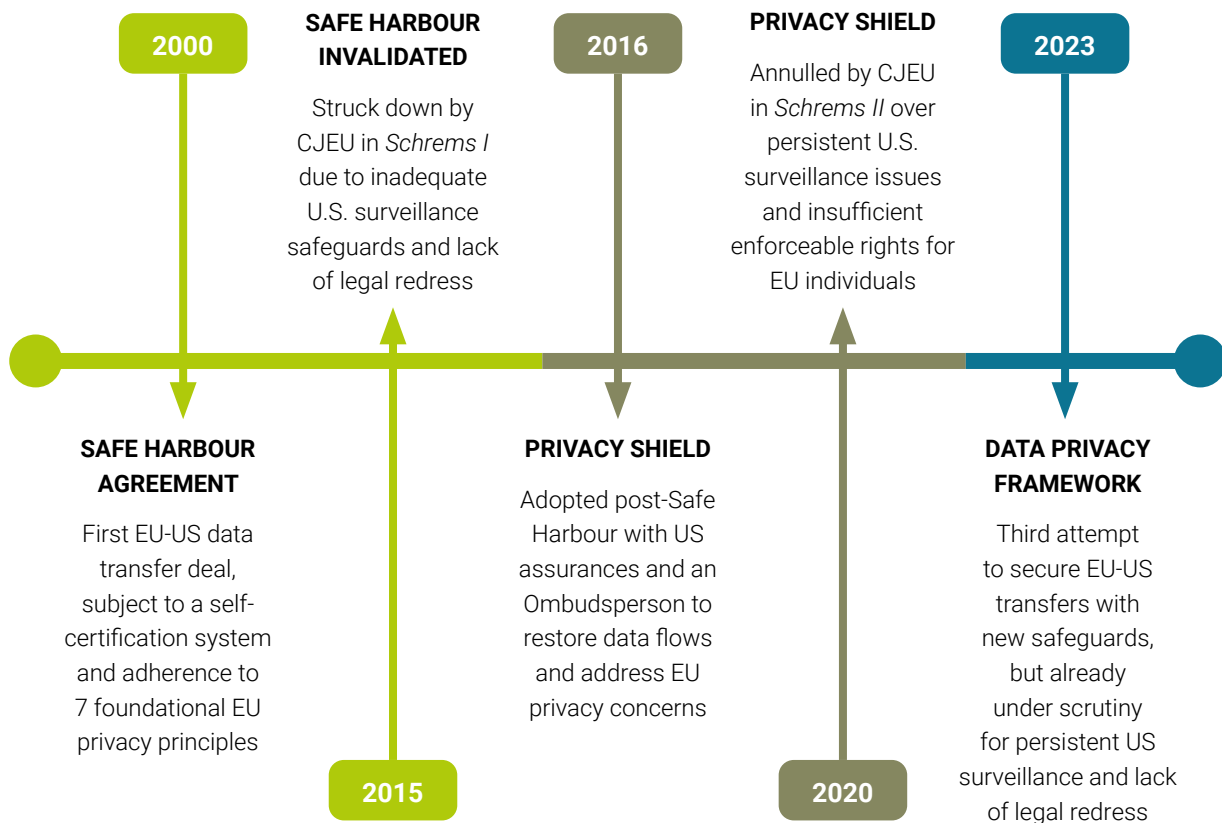 2000
SAFE HARBOUR
AGREEMENT
First EU-US data
transfer deal,
subject to a self-
certification system
and adherence to
7 foundational EU
privacy principles
SAFE HARBOUR
INVALIDATED
Struck down by
CJEU in Schrems I
due to inadequate
U.S. surveillance
safeguards and lack
of legal redress
2015
2016
PRIVACY SHIELD
Adopted post-Safe
Harbour with US
assurances and an
Ombudsperson to
restore data flows
and address EU
privacy concerns
PRIVACY SHIELD
Annulled by CJEU
in Schrems II over
persistent U.S.
surveillance issues
and insufficient
enforceable rights for
EU individuals
2020
2023
DATA PRIVACY
FRAMEWORK
Third attempt
to secure EU-US
transfers with
new safeguards,
but already
under scrutiny
for persistent US
surveillance and lack
of legal redress